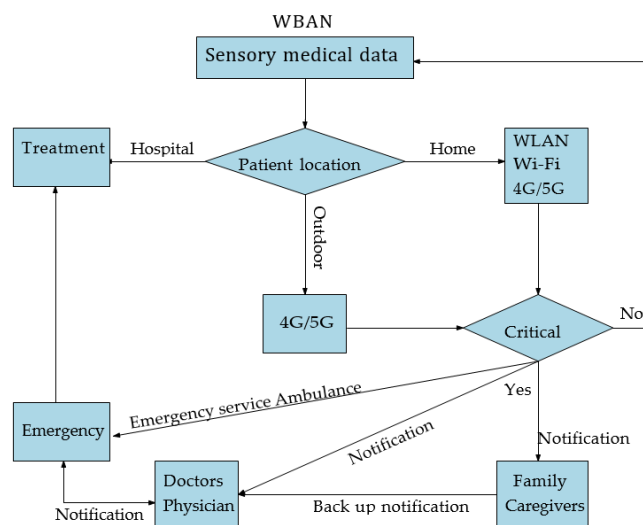 WBAN
Sensory medical data
Treatment
Hospital
Patient location
Home
WLAN
Wi-Fi
4G/5G
Outdoor
4G/5G
Critical
No
Yes
Emergency service Ambulance
Emergency
Notification
Notification
Doctors
Physician
Family
Caregivers
Back up notification
Notification